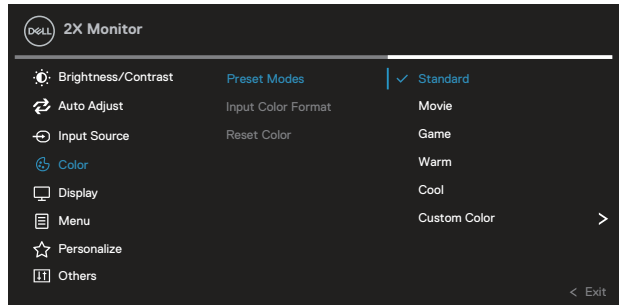 DELL 2X Monitor
Brightness/Contrast Preset Modes Standard
Auto Adjust Input Color Format Movie
Input Source Reset Color Game
Color Warm
Display Cool
Menu Custom Color >
Personalize
Others
< Exit